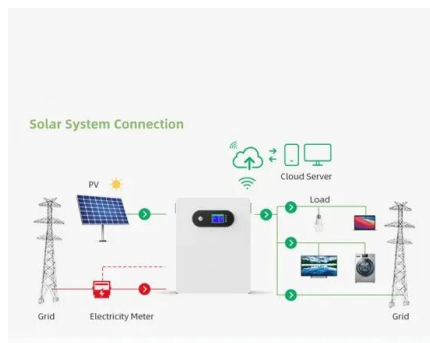 Solar System Connection
Cloud Server
PV
Load
Grid
Electricity Meter
Grid